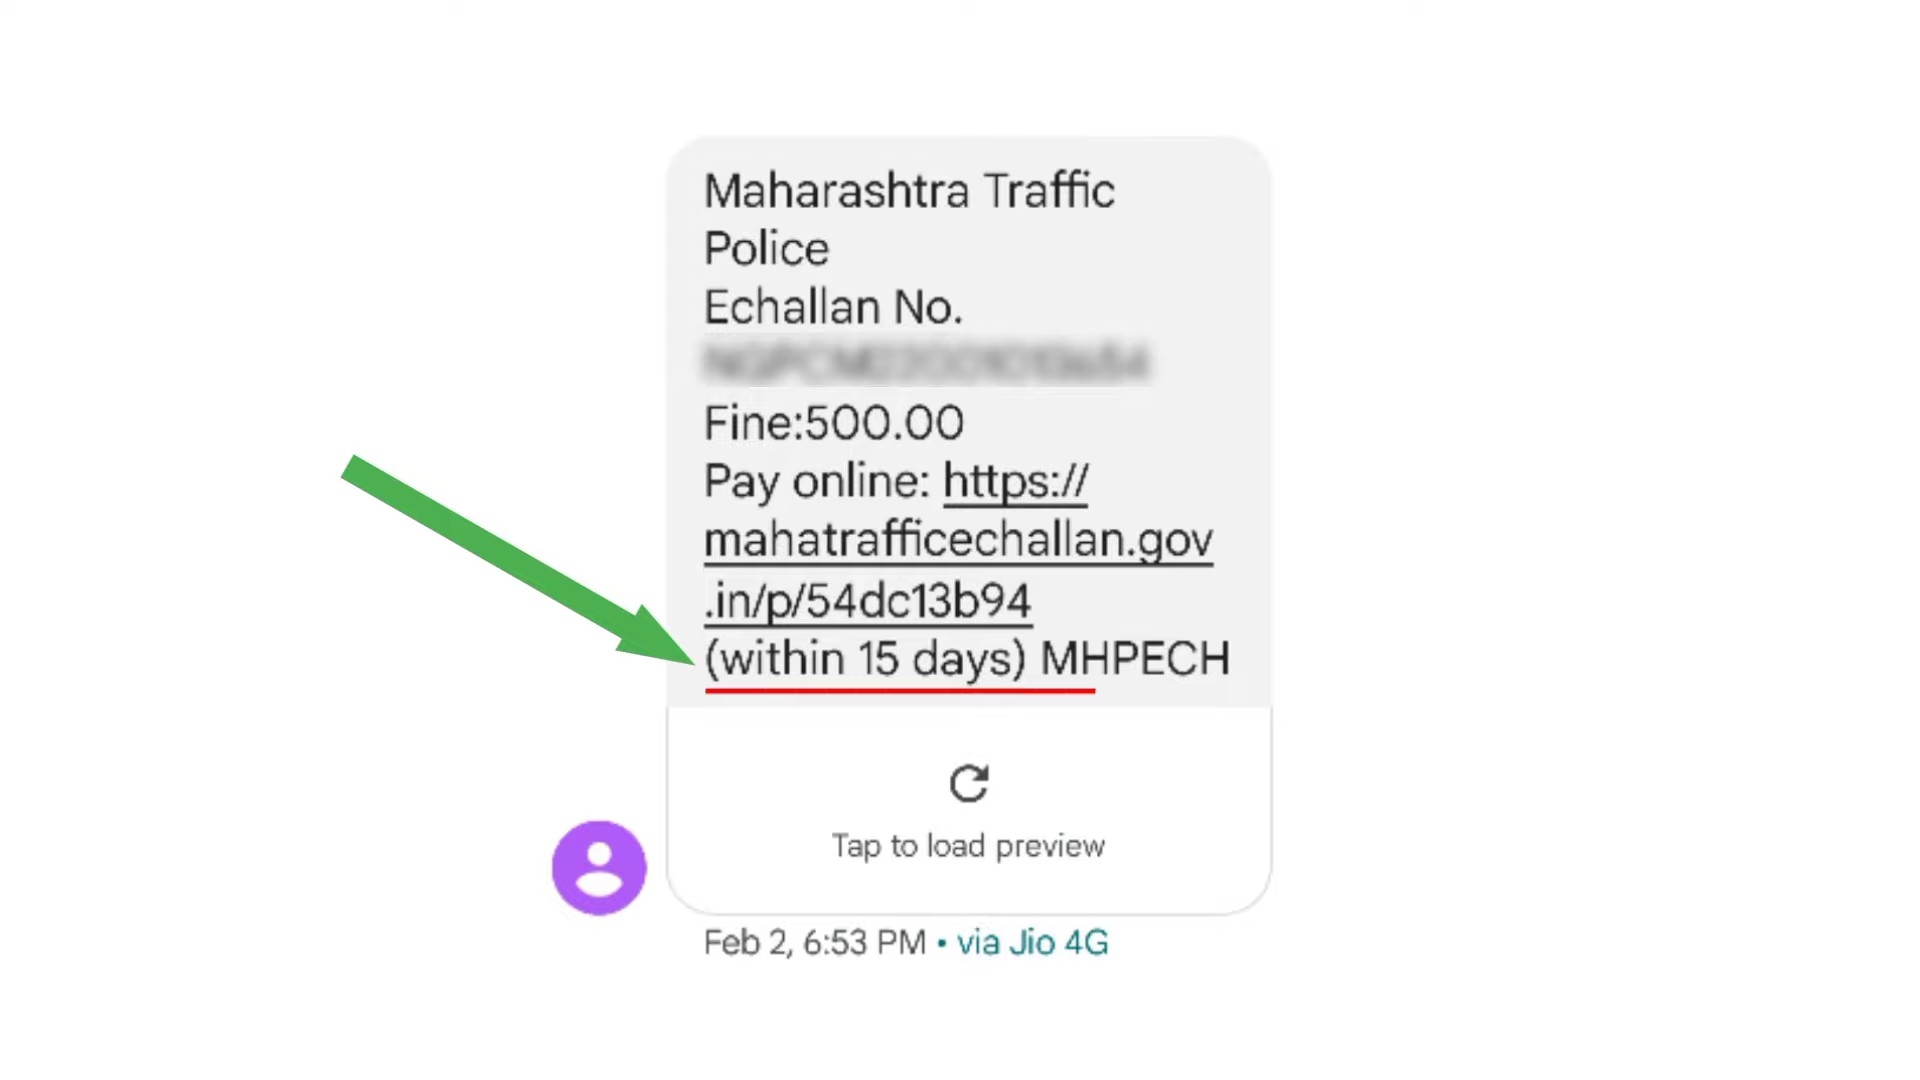 Maharashtra Traffic
Police
Echallan No.
Fine:500.00
Pay online: https://
mahatrafficechallan.gov
.in/p/54dc13b94
(within 15 days) MHPECH
Tap to load preview
Feb 2, 6:53 PM • via Jio 4G